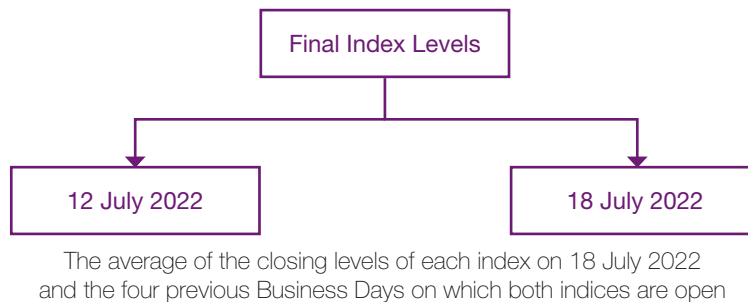 Final Index Levels
12 July 2022
18 July 2022
The average of the closing levels of each index on 18 July 2022
and the four previous Business Days on which both indices are open